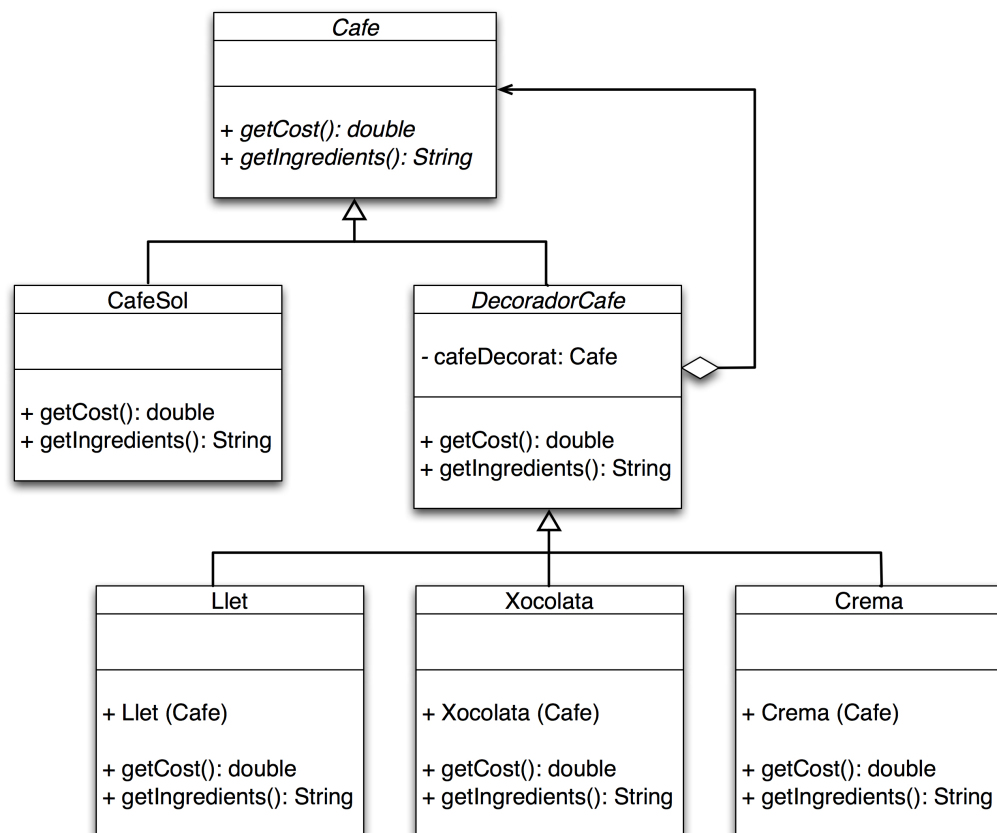 Cafe
+ getCost(): double
+ getIngredients(): String
CafeSol
+ getCost(): double
+ getIngredients(): String
DecoradorCafe
- cafeDecorat: Cafe
+ getCost(): double
+ getIngredients(): String
Llet
+ Llet (Cafe)
+ getCost(): double
+ getIngredients(): String
Xocolata
+ Xocolata (Cafe)
+ getCost(): double
+ getIngredients(): String
Crema
+ Crema (Cafe)
+ getCost(): double
+ getIngredients(): String